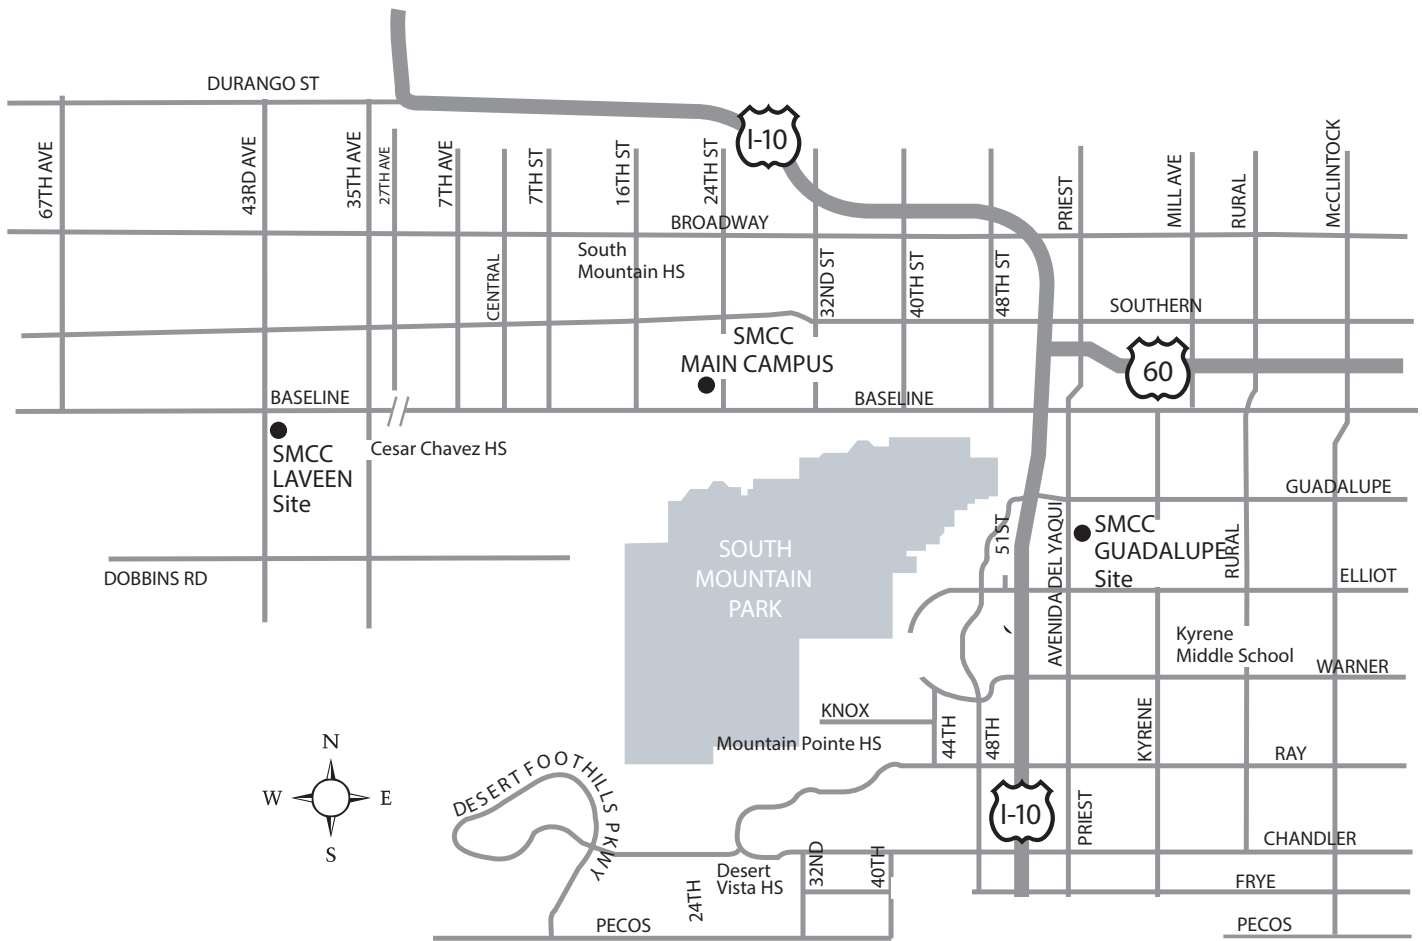 DURANGO ST
I-10
67TH AVE
43RD AVE
35TH AVE
27TH AVE
7TH AVE
7TH ST
16TH ST
24TH ST
PRIEST
MILL AVE
RURAL
McCLINTOCK
BROADWAY
South
Mountain HS
CENTRAL
32ND ST
40TH ST
48TH ST
SOUTHERN
SMCC
MAIN CAMPUS
60
BASELINE
BASELINE
SMCC
LAVEEN
Site
Cesar Chavez HS
GUADALUPE
51ST
AVENIDA DEL YAQUI
SMCC
GUADALUPE
Site
RURAL
SOUTH
MOUNTAIN
PARK
DOBBINS RD
ELLIOT
Kyrene
Middle School
WARNER
KNOX
Mountain Pointe HS
44TH
48TH
KYRENE
RAY
N
W
E
S
DESERT FOOTHILLS PKWY
I-10
PRIEST
CHANDLER
Desert
Vista HS
32ND
40TH
24TH
FRYE
PECOS
PECOS